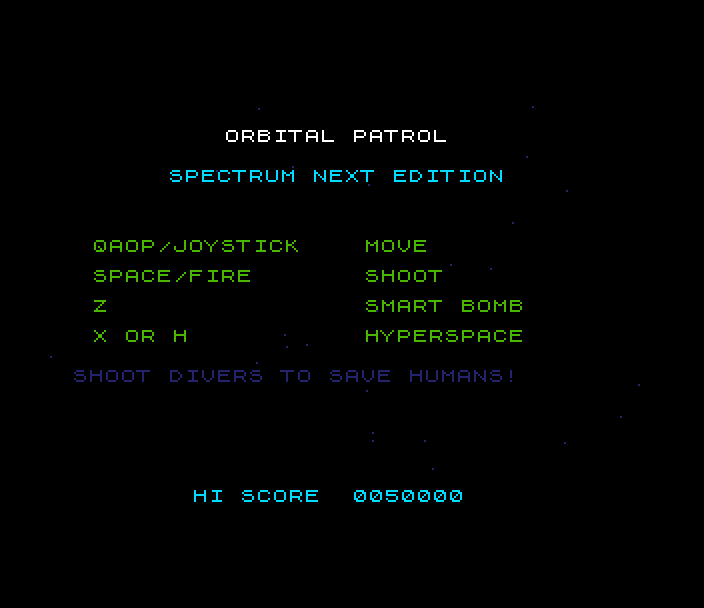 ORBITAL PATROL
SPECTRUM NEXT EDITION
QAOP/JOYSTICK MOVE
SPACE/FIRE SHOOT
Z SMART BOMB
X OR H HYPERSPACE
SHOOT DIVERS TO SAVE HUMANS!
HI SCORE 0050000